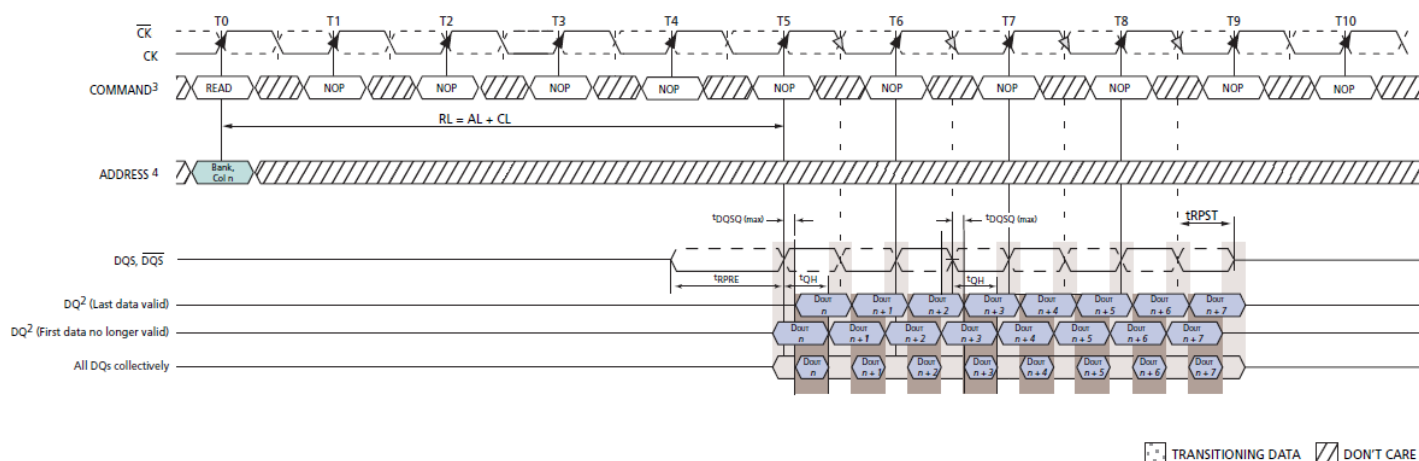 T0 T1 T2 T3 T4 T5 T6 T7 T8 T9 T10
CK
CK
COMMAND3 READ NOP NOP NOP NOP NOP NOP NOP NOP NOP NOP
RL = AL + CL
ADDRESS 4 Bank,
Col n
tDQSQ (max) tDQSQ (max) tRPST
DQS, DQS
tRPRE tQH tQH
DQ2 (Last data valid) DOUT DOUT DOUT DOUT DOUT DOUT DOUT DOUT
n n + 1 n + 2 n + 3 n + 4 n + 5 n + 6 n + 7
DQ2 (First data no longer valid) DOUT DOUT DOUT DOUT DOUT DOUT DOUT DOUT
n n + 1 n + 2 n + 3 n + 4 n + 5 n + 6 n + 7
All DQs collectively DOUT DOUT DOUT DOUT DOUT DOUT DOUT DOUT
n n + 1 n + 2 n + 3 n + 4 n + 5 n + 6 n + 7
TRANSITIONING DATA DON'T CARE